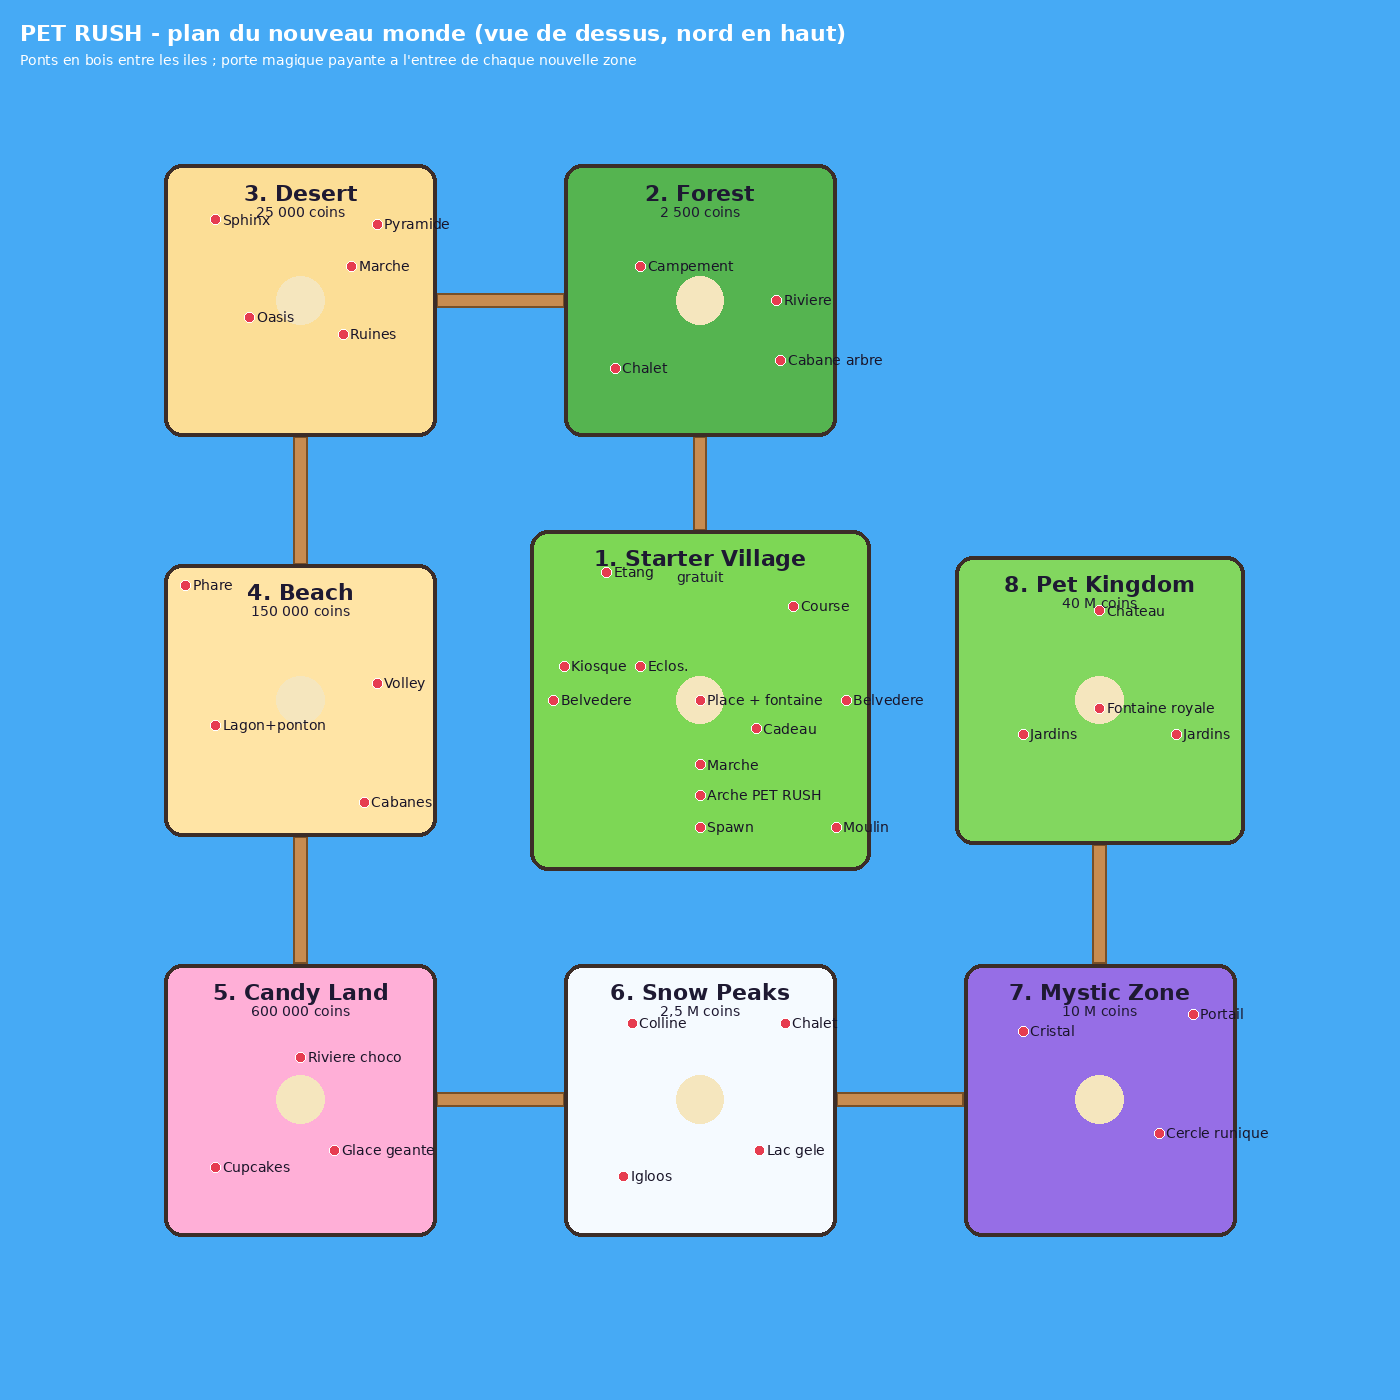 PET RUSH - plan du nouveau monde (vue de dessus, nord en haut)
Ponts en bois entre les iles ; porte magique payante a l'entree de chaque nouvelle zone
3. Desert
25 000 coins
Sphinx
Pyramide
Marche
Oasis
Ruines
2. Forest
2 500 coins
Campement
Riviere
Cabane arbre
Chalet
4. Beach
150 000 coins
Phare
Volley
Lagon+ponton
Cabanes
1. Starter Village
gratuit
Etang
Course
Kiosque
Eclos.
Belvedere
Place + fontaine
Belvedere
Cadeau
Marche
Arche PET RUSH
Spawn
Moulin
8. Pet Kingdom
40 M coins
Chateau
Fontaine royale
Jardins
Jardins
5. Candy Land
600 000 coins
Riviere choco
Glace geante
Cupcakes
6. Snow Peaks
2,5 M coins
Colline
Chalet
Lac gele
Igloos
7. Mystic Zone
10 M coins
Portail
Cristal
Cercle runique